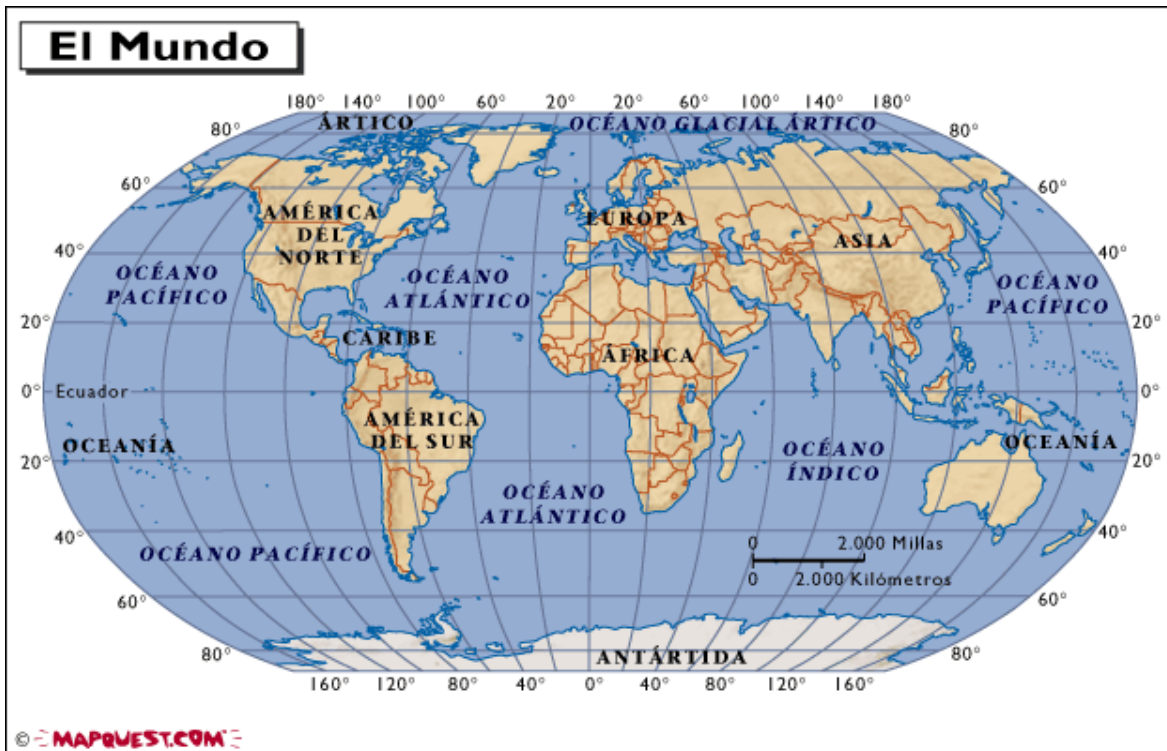 El Mundo
180° 140° 100° 60° 20° 20° 60° 100° 140° 180°
80° ÁRTICO OCÉANO GLACIAL ÁRTICO 80°
60° 60°
AMÉRICA
DEL
NORTE
EUROPA
ASIA
40° 40°
OCÉANO
PACÍFICO
OCÉANO
ATLÁNTICO
OCÉANO
PACÍFICO
20° 20°
CARIBE
ÁFRICA
0° Ecuador 0°
AMÉRICA
DEL SUR
OCEANÍA
OCEANÍA
20° 20°
OCÉANO
ÍNDICO
OCÉANO
ATLÁNTICO
40° 40°
OCÉANO PACÍFICO
0 2.000 Millas
0 2.000 Kilómetros
60° 60°
80° ANTÁRTIDA 80°
160° 120° 80° 40° 0° 40° 80° 120° 160°
© MAPQUEST.COM